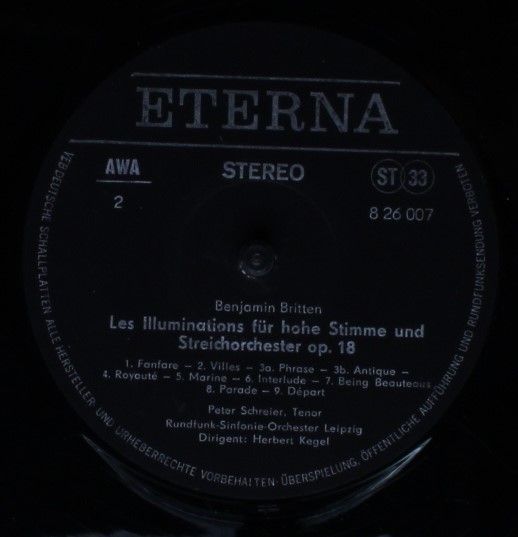 ETERNA
AWA
STEREO
ST 33
2
8 26 007
Benjamin Britten
Les Illuminations für hohe Stimme und
Streichorchester op. 18
1. Fanfare – 2. Villes – 3a. Phrase – 3b. Antique –
4. Royauté – 5. Marine – 6. Interlude – 7. Being Beauteous
8. Parade – 9. Départ
Peter Schreier, Tenor
Rundfunk-Sinfonie-Orchester Leipzig
Dirigent: Herbert Kegel
VEB DEUTSCHE SCHALLPLATTEN ALLE HERSTELLER- UND URHEBERRECHTE VORBEHALTEN · ÜBERSPIELUNG, ÖFFENTLICHE AUFFÜHRUNG UND RUNDFUNKSENDUNG VERBOTEN